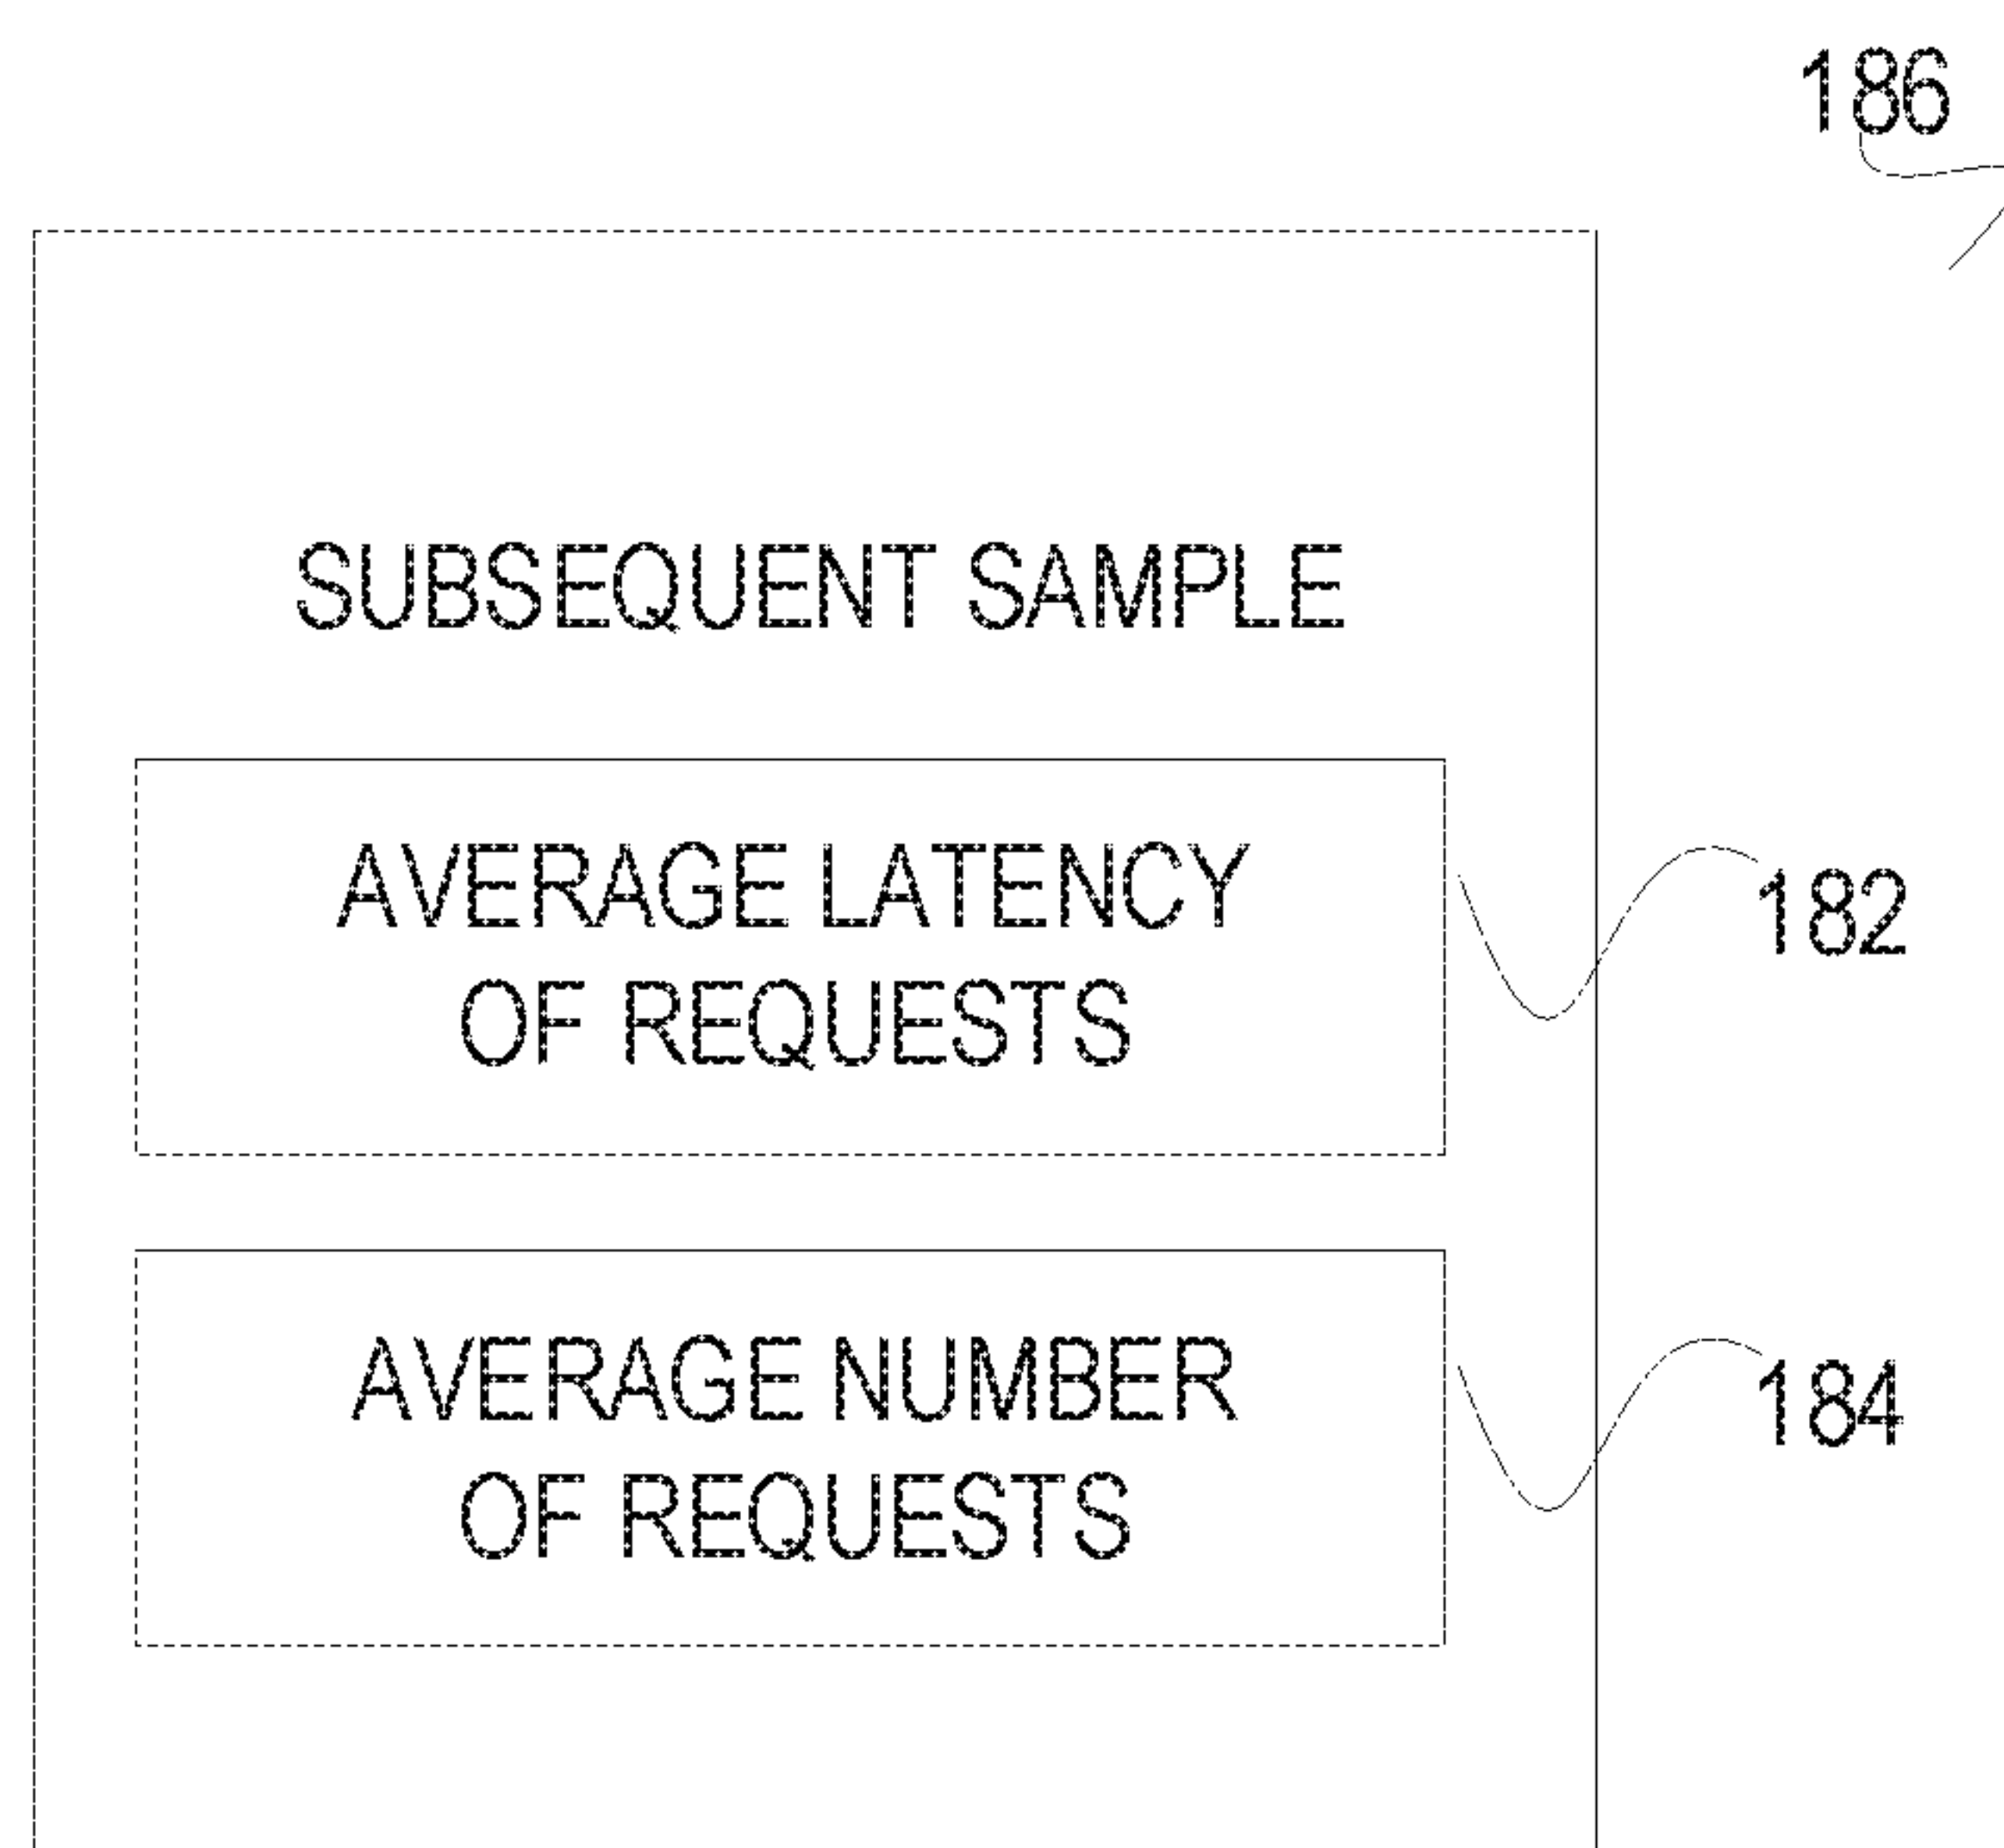 186
SUBSEQUENT SAMPLE
AVERAGE LATENCY
OF REQUESTS
182
AVERAGE NUMBER
OF REQUESTS
184